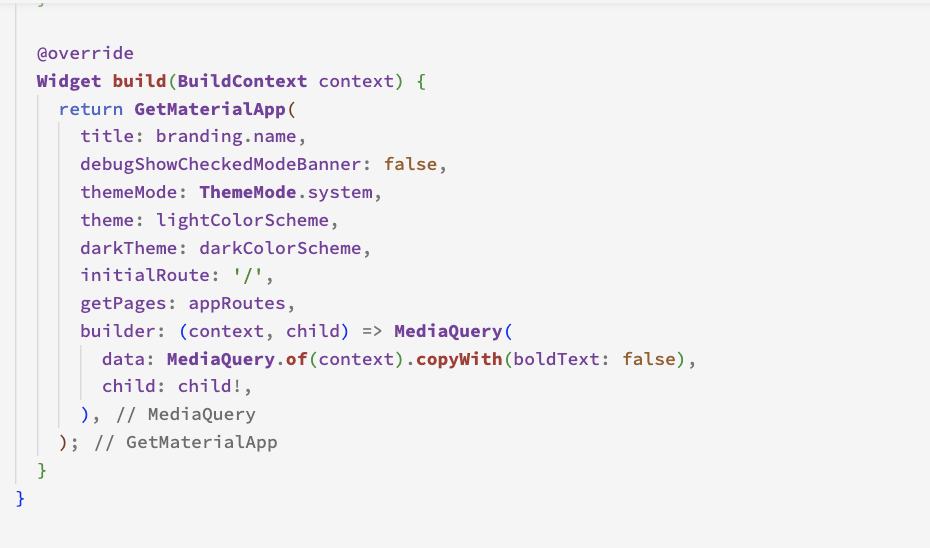 @override
Widget build(BuildContext context) {
return GetMaterialApp(
title: branding.name,
debugShowCheckedModeBanner: false,
themeMode: ThemeMode.system,
theme: lightColorScheme,
darkTheme: darkColorScheme,
initialRoute: '/',
getPages: appRoutes,
builder: (context, child) => MediaQuery(
data: MediaQuery.of(context).copyWith(boldText: false),
child: child!,
), // MediaQuery
); // GetMaterialApp
}
}